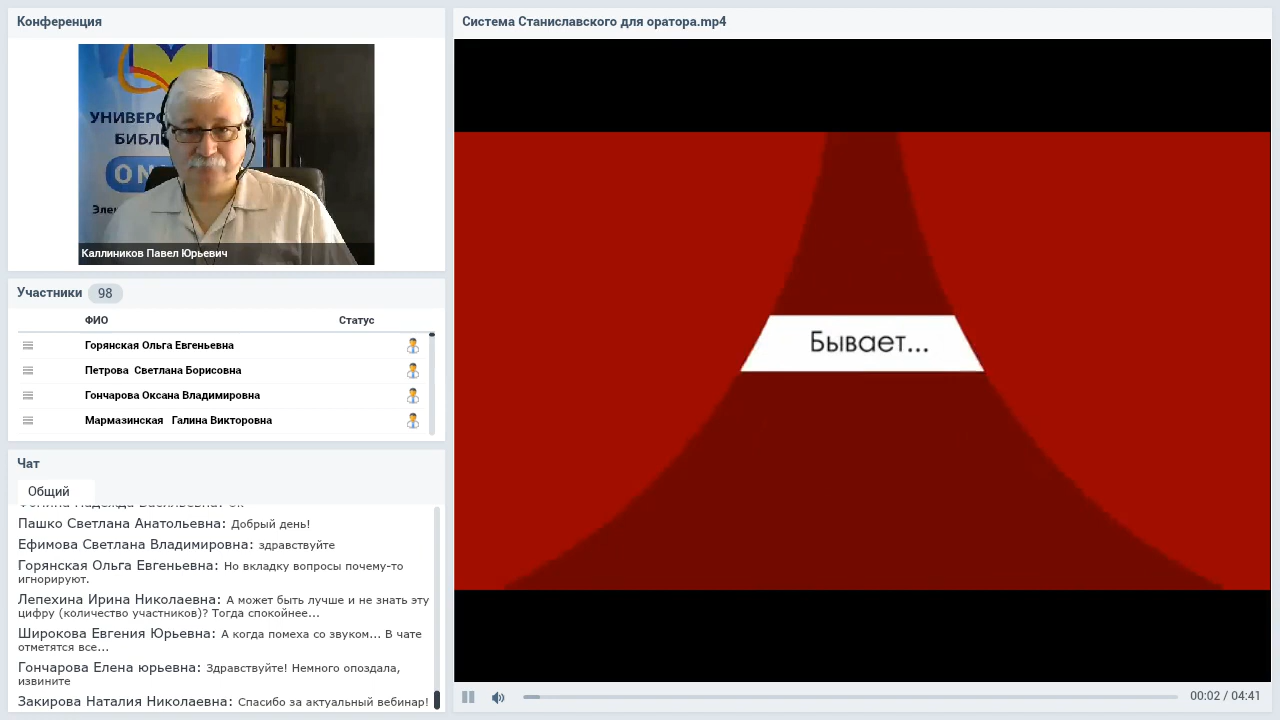 Конференция
УНИВЕРС
БИБЛ
ON
Эле
Каллиников Павел Юрьевич
Участники 98
ФИО Статус
Горянская Ольга Евгеньевна
Петрова Светлана Борисовна
Гончарова Оксана Владимировна
Мармазинская Галина Викторовна
Чат
Общий
Пашко Светлана Анатольевна: Добрый день!
Ефимова Светлана Владимировна: здравствуйте
Горянская Ольга Евгеньевна: Но вкладку вопросы почему-то
игнорируют.
Лепехина Ирина Николаевна: А может быть лучше и не знать эту
цифру (количество участников)? Тогда спокойнее...
Широкова Евгения Юрьевна: А когда помеха со звуком... В чате
отметятся все...
Гончарова Елена юрьевна: Здравствуйте! Немного опоздала,
извините
Закирова Наталия Николаевна: Спасибо за актуальный вебинар!
Система Станиславского для оратора.mp4
Бывает...
00:02 / 04:41